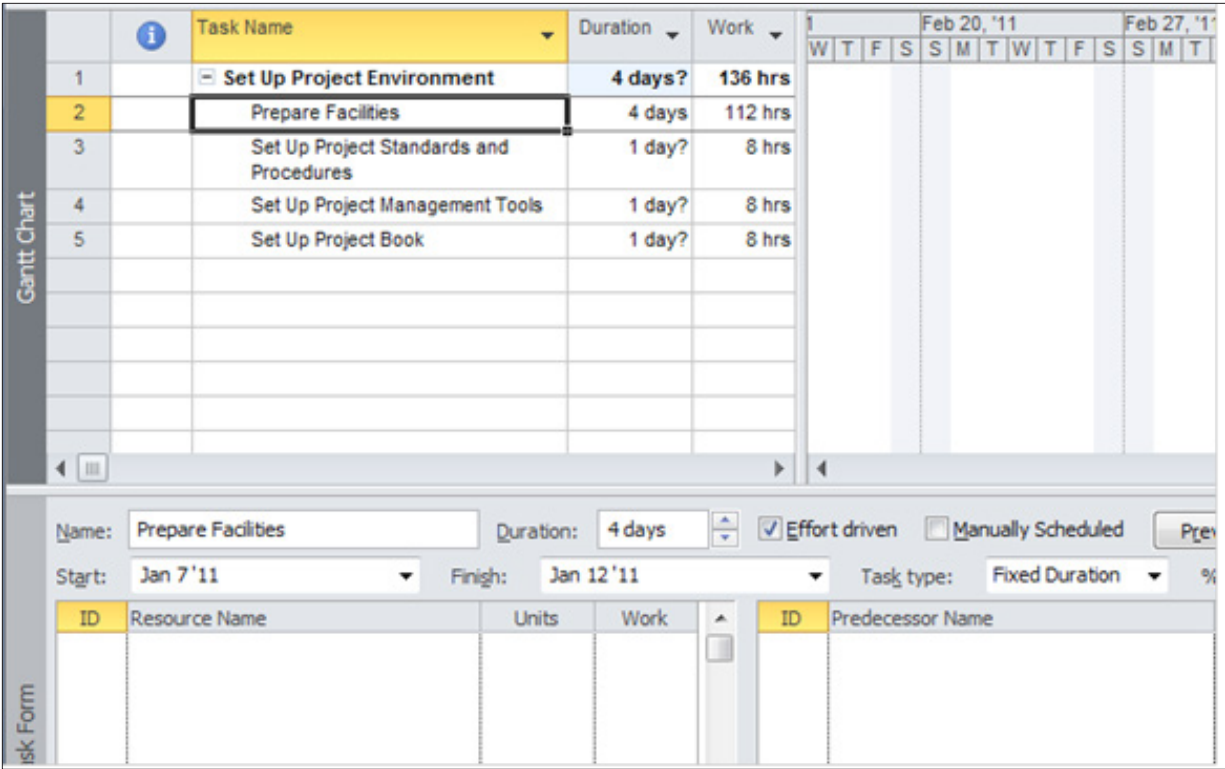 Task Name Duration Work 1 Feb 20, '11 Feb 27, '11
W T F S S M T W T F S S M T
1 Set Up Project Environment 4 days? 136 hrs
2 Prepare Facilities 4 days 112 hrs
3 Set Up Project Standards and 1 day? 8 hrs
Procedures
4 Set Up Project Management Tools 1 day? 8 hrs
5 Set Up Project Book 1 day? 8 hrs
Gantt Chart
Name: Prepare Facilities Duration: 4 days Effort driven Manually Scheduled Prev
Start: Jan 7 '11 Finish: Jan 12 '11 Task type: Fixed Duration %
ID Resource Name Units Work ID Predecessor Name
sk Form